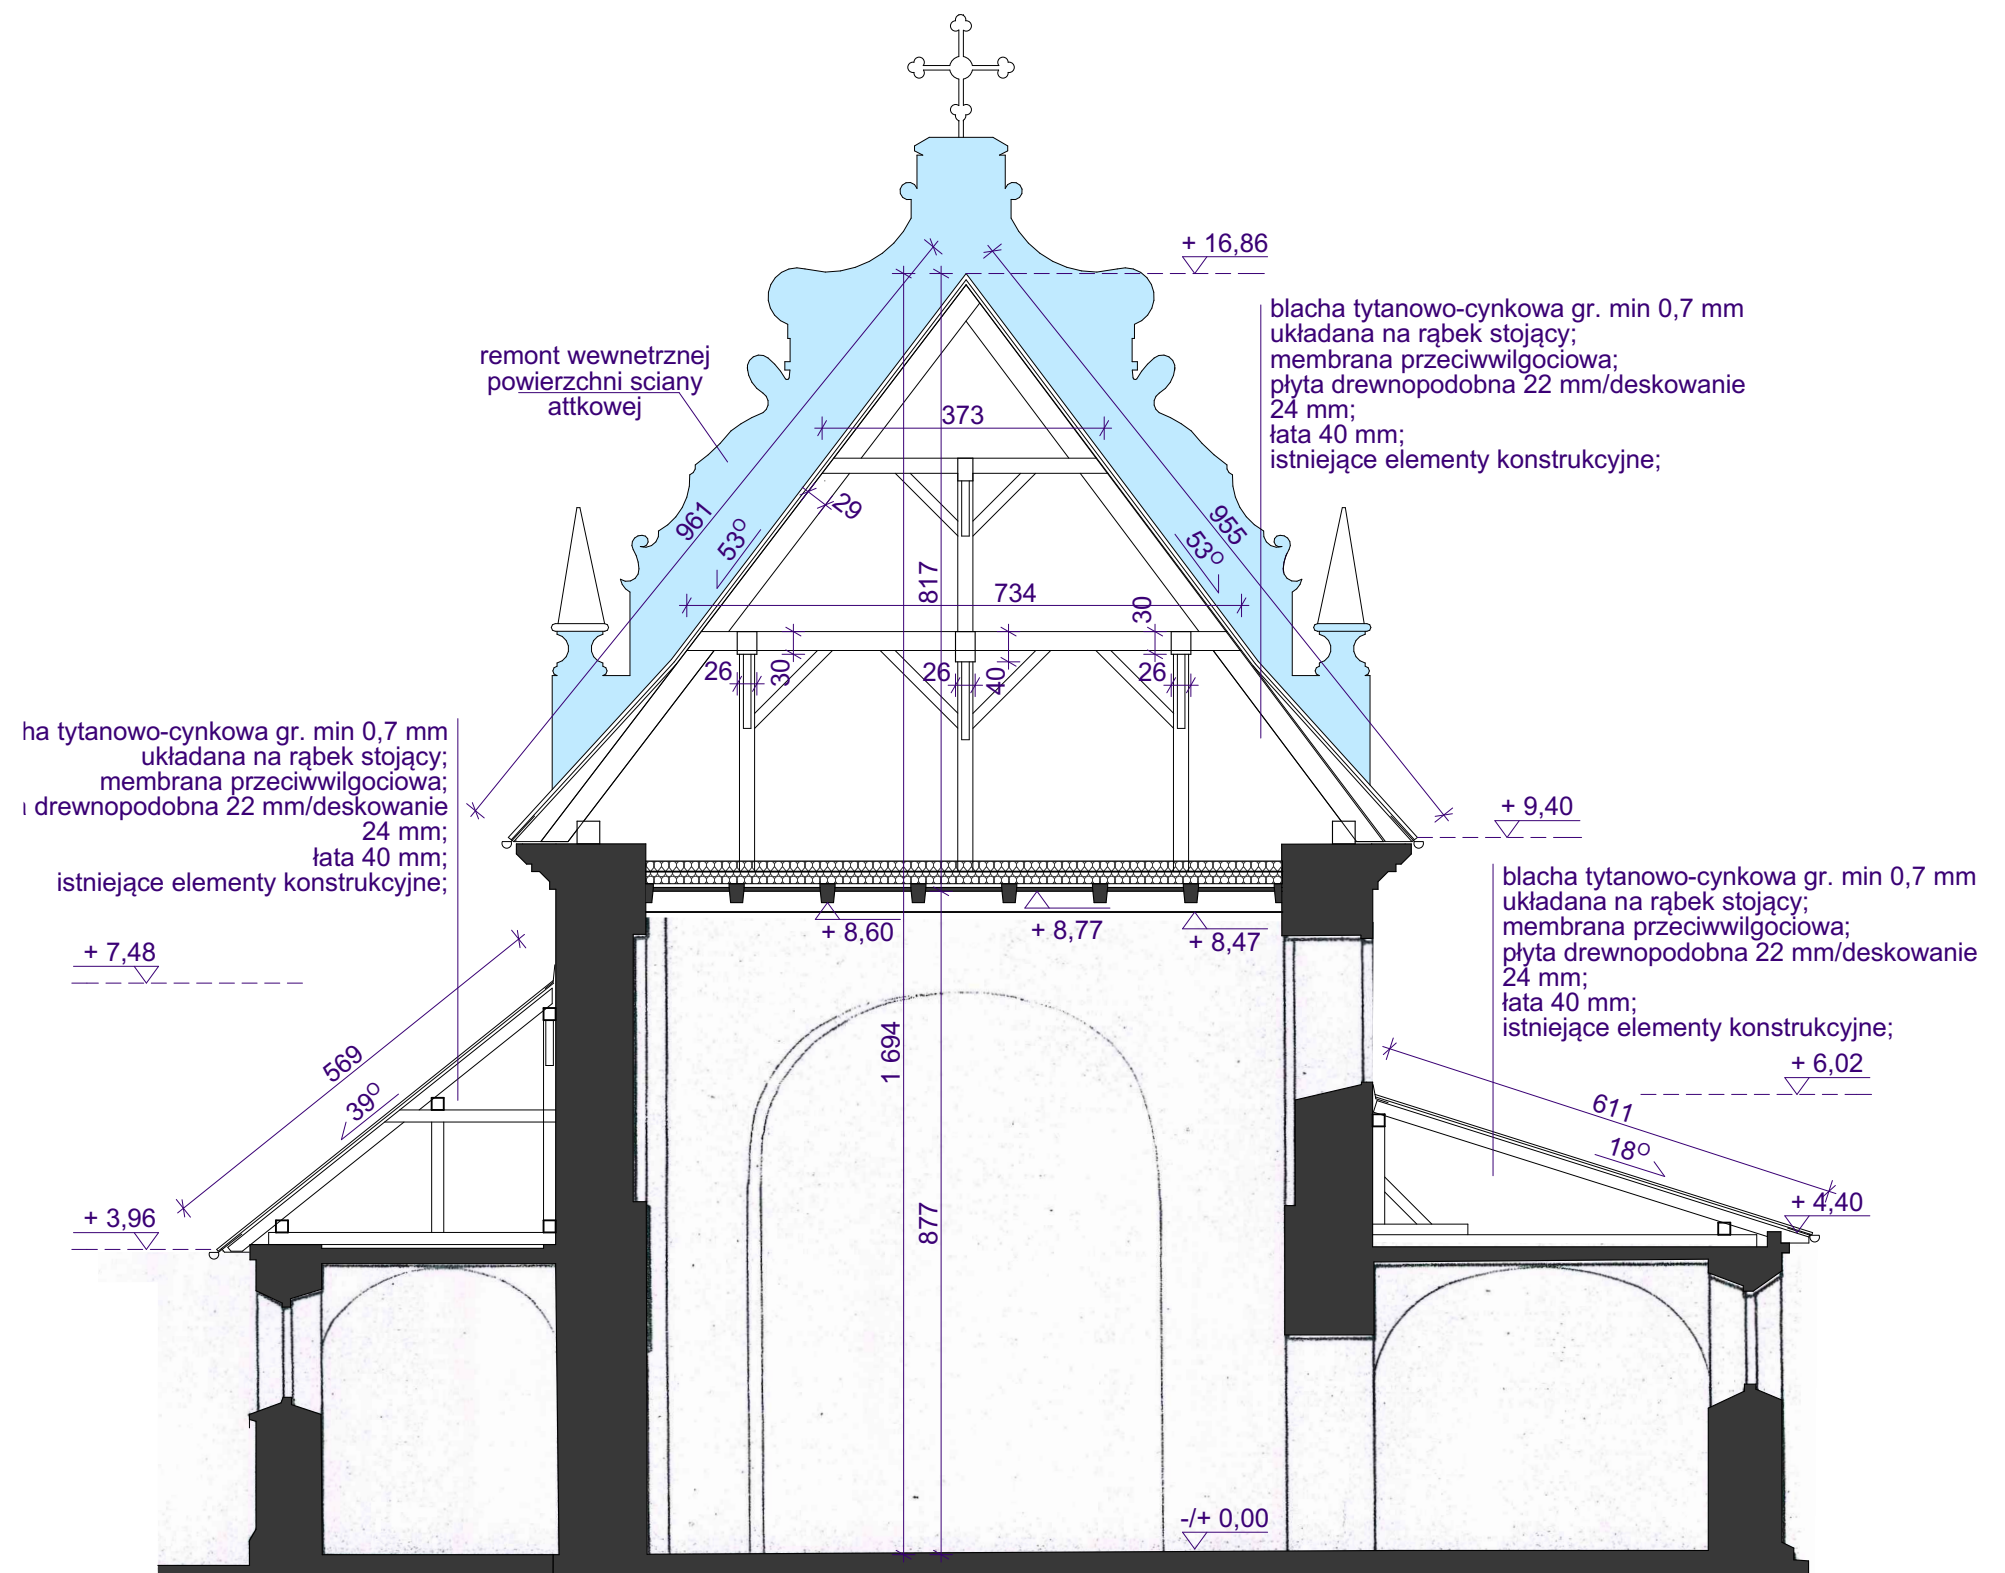 + 16,86
blacha tytanowo-cynkowa gr. min 0,7 mm
układana na rąbek stojący;
membrana przeciwwilgociowa;
płyta drewnopodobna 22 mm/deskowanie
24 mm;
łata 40 mm;
istniejące elementy konstrukcyjne;
remont wewnetrznej
powierzchni sciany
attkowej
373
29
961
53°
955
53°
817
734
30
26
30
26
40
26
ha tytanowo-cynkowa gr. min 0,7 mm
układana na rąbek stojący;
membrana przeciwwilgociowa;
drewnopodobna 22 mm/deskowanie
24 mm;
łata 40 mm;
istniejące elementy konstrukcyjne;
+ 9,40
blacha tytanowo-cynkowa gr. min 0,7 mm
układana na rąbek stojący;
membrana przeciwwilgociowa;
płyta drewnopodobna 22 mm/deskowanie
24 mm;
łata 40 mm;
istniejące elementy konstrukcyjne;
+ 8,60
+ 8,77
+ 8,47
+ 7,48
569
39°
1 694
+ 6,02
611
18°
+ 3,96
877
+ 4,40
-/+ 0,00